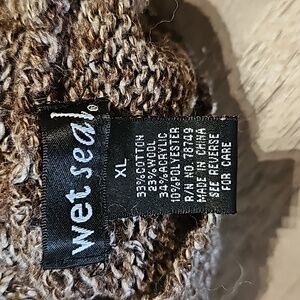 wet seal®
XL
33%COTTON
23%WOOL
34%ACRYLIC
10%POLYESTER
R/N NO. 78749
MADE IN CHINA
SEE REVERSE
FOR CARE